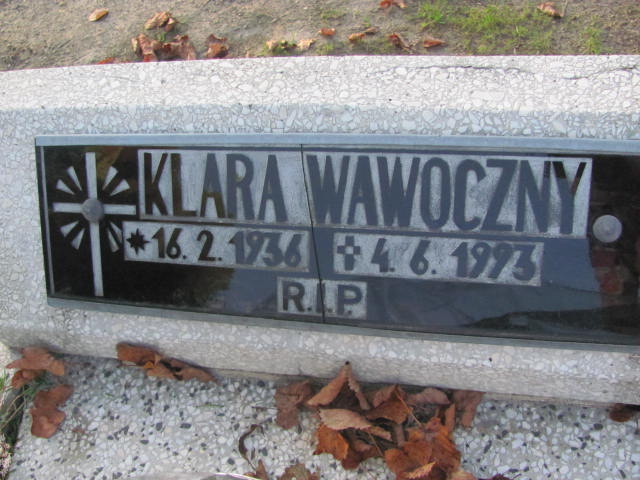 KLARA WAWOCZNY
* 16. 2. 1936 † 4. 6. 1993
R.I.P.